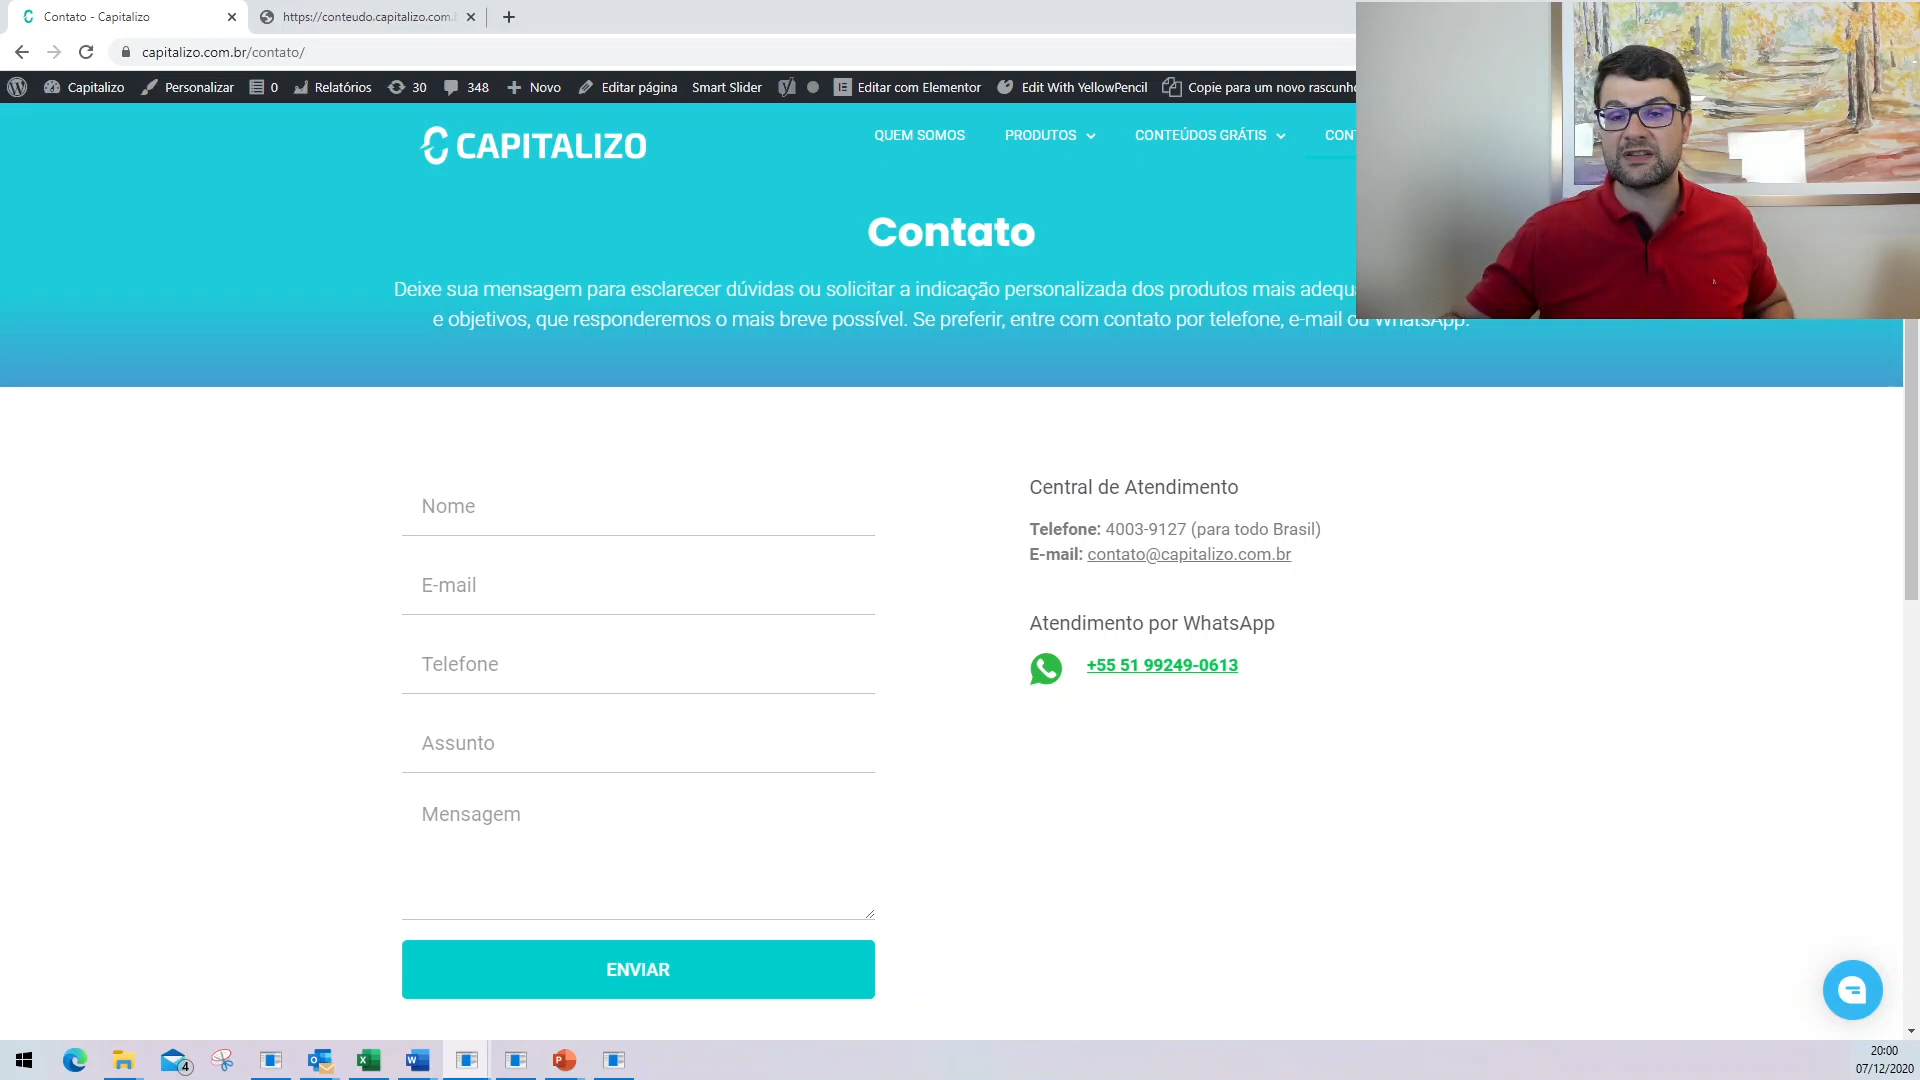 Contato - Capitalizo
https://conteudo.capitalizo.com.
capitalizo.com.br/contato/
Capitalizo Personalizar 0 Relatórios 30 348 Novo Editar página Smart Slider Editar com Elementor Edit With YellowPencil Copie para um novo rascunho
CAPITALIZO
QUEM SOMOS PRODUTOS CONTEÚDOS GRÁTIS CONT
Contato
Deixe sua mensagem para esclarecer dúvidas ou solicitar a indicação personalizada dos produtos mais adequa
e objetivos, que responderemos o mais breve possível. Se preferir, entre com contato por telefone, e-mail ou WhatsApp.
Nome
E-mail
Telefone
Assunto
Mensagem
ENVIAR
Central de Atendimento
Telefone: 4003-9127 (para todo Brasil)
E-mail: contato@capitalizo.com.br
Atendimento por WhatsApp
+55 51 99249-0613
4
20:00
07/12/2020